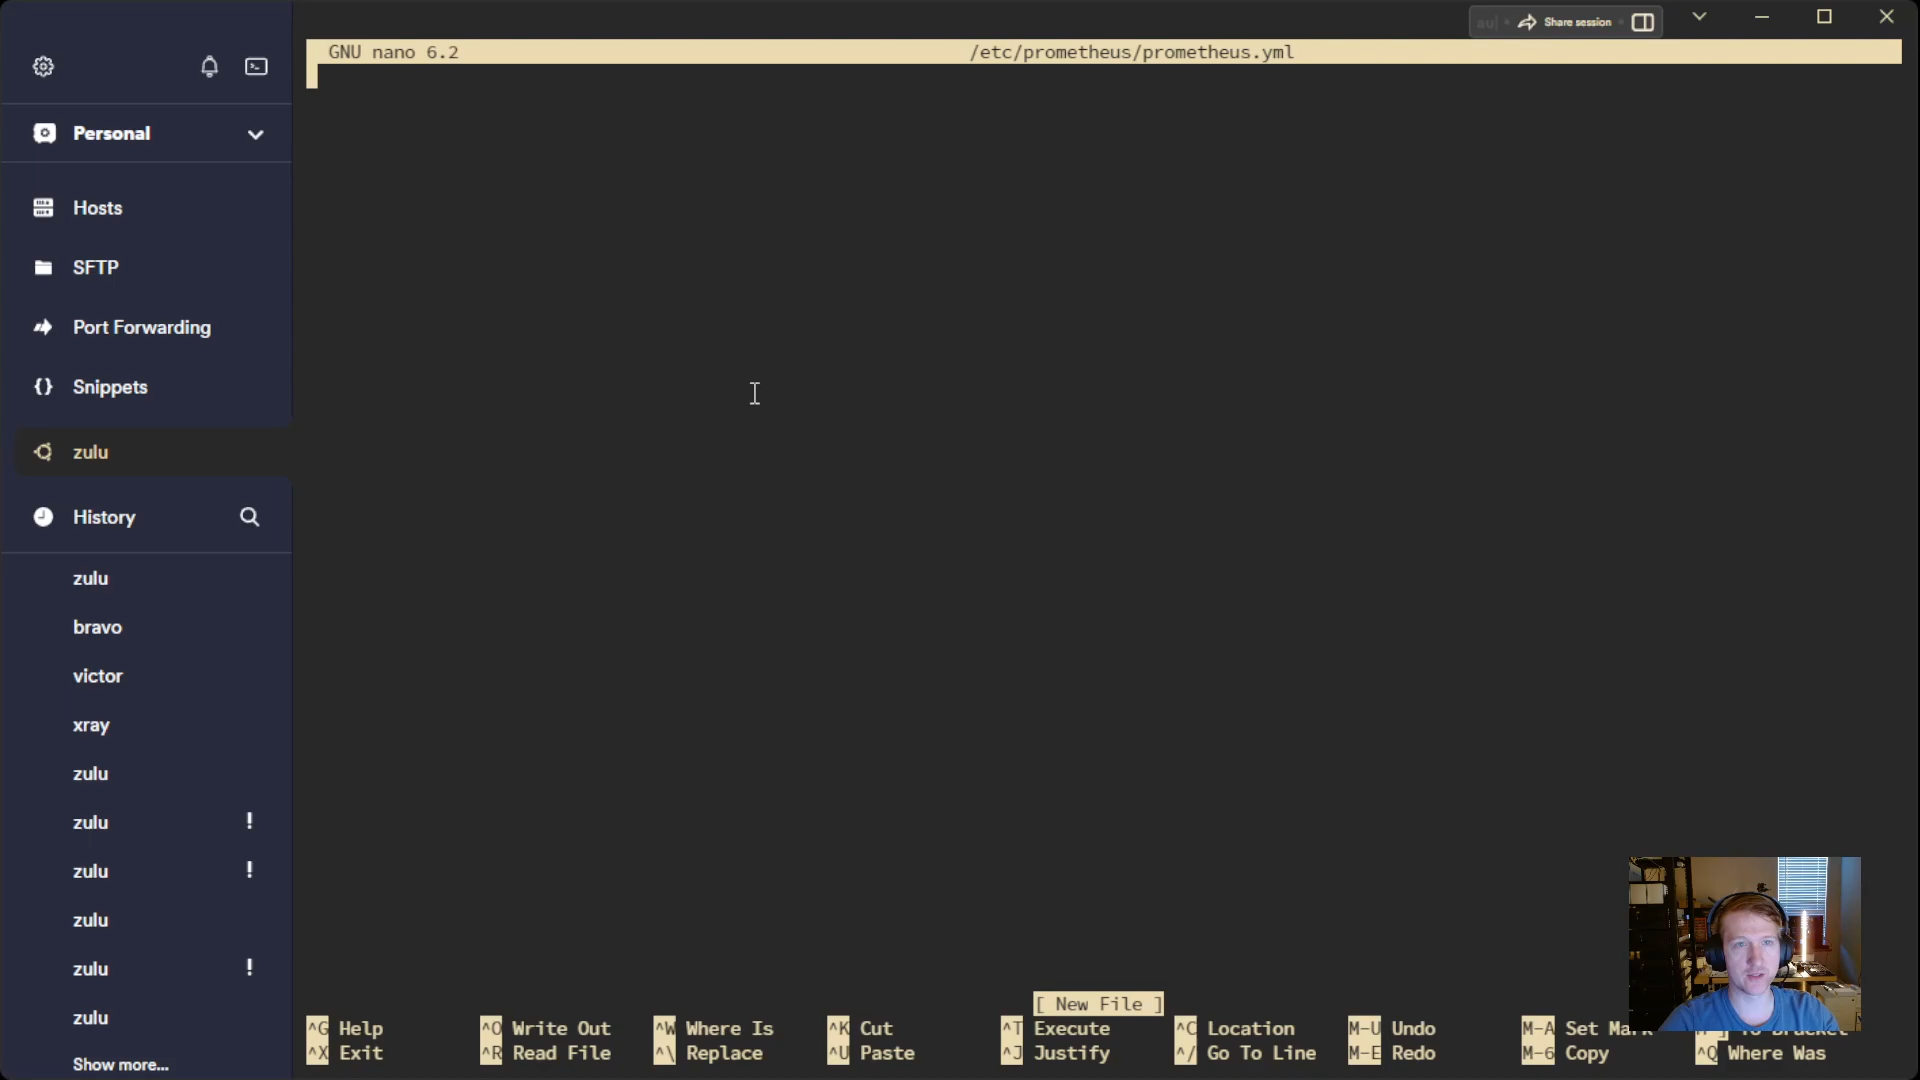 Share session
GNU nano 6.2 /etc/prometheus/prometheus.yml
Personal
Hosts
SFTP
Port Forwarding
Snippets
zulu
History
zulu
bravo
victor
xray
zulu
zulu !
zulu !
zulu
zulu !
zulu
Show more...
[ New File ]
^G Help ^O Write Out ^W Where Is ^K Cut ^T Execute ^C Location M-U Undo M-A Set Mark To Bracket
^X Exit ^R Read File ^\ Replace ^U Paste ^J Justify ^/ Go To Line M-E Redo M-6 Copy ^Q Where Was